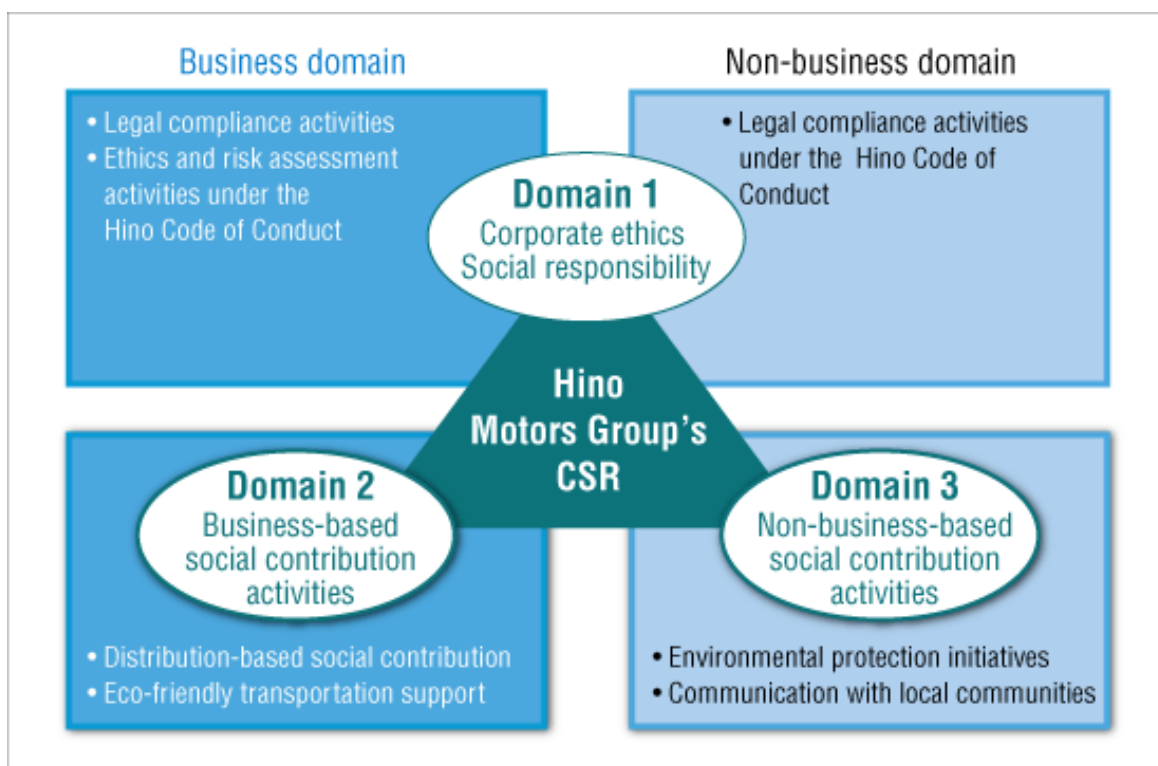 Business domain
Non-business domain
• Legal compliance activities
• Ethics and risk assessment
activities under the
Hino Code of Conduct
• Legal compliance activities
under the Hino Code of
Conduct
Domain 1
Corporate ethics
Social responsibility
Hino
Motors Group's
CSR
Domain 2
Business-based
social contribution
activities
• Distribution-based social contribution
• Eco-friendly transportation support
Domain 3
Non-business-based
social contribution
activities
• Environmental protection initiatives
• Communication with local communities